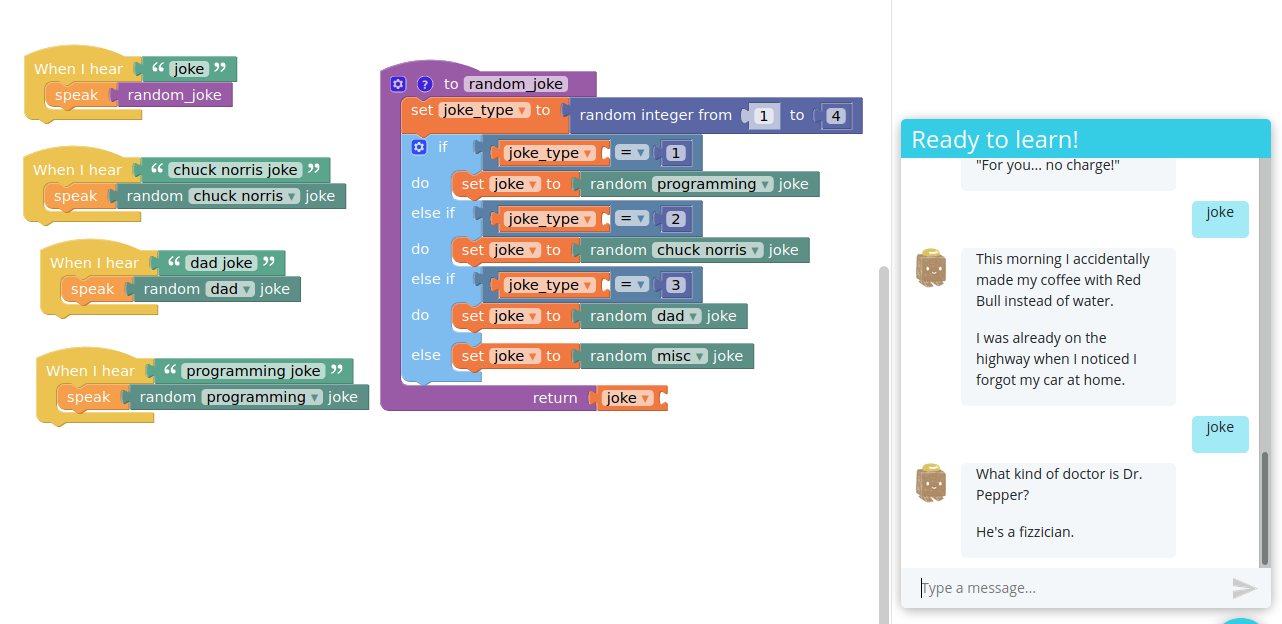 When I hear “ joke ”
speak random_joke
When I hear “ chuck norris joke ”
speak random chuck norris ▾ joke
When I hear “ dad joke ”
speak random dad ▾ joke
When I hear “ programming joke ”
speak random programming ▾ joke
? to random_joke
set joke_type ▾ to random integer from 1 to 4
if joke_type ▾ = ▾ 1
do set joke ▾ to random programming ▾ joke
else if joke_type ▾ = ▾ 2
do set joke ▾ to random chuck norris ▾ joke
else if joke_type ▾ = ▾ 3
do set joke ▾ to random dad ▾ joke
else set joke ▾ to random misc ▾ joke
return joke ▾
Ready to learn!
"For you... no charge!"
joke
This morning I accidentally
made my coffee with Red
Bull instead of water.
I was already on the
highway when I noticed I
forgot my car at home.
joke
What kind of doctor is Dr.
Pepper?
He's a fizzician.
Type a message...